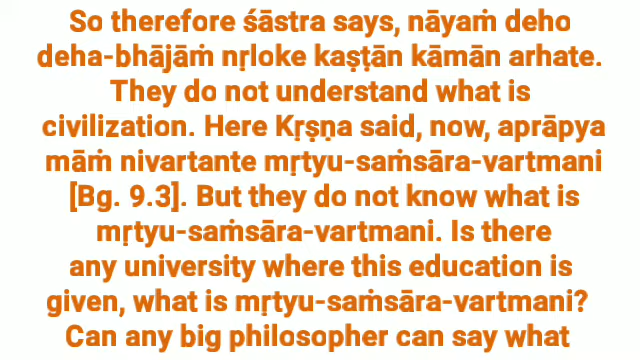 So therefore śāstra says, nāyaṁ deho
deha-bhājāṁ nṛloke kaṣṭān kāmān arhate.
They do not understand what is
civilization. Here Kṛṣṇa said, now, aprāpya
māṁ nivartante mṛtyu-saṁsāra-vartmani
[Bg. 9.3]. But they do not know what is
mṛtyu-saṁsāra-vartmani. Is there
any university where this education is
given, what is mṛtyu-saṁsāra-vartmani?
Can any big philosopher can say what